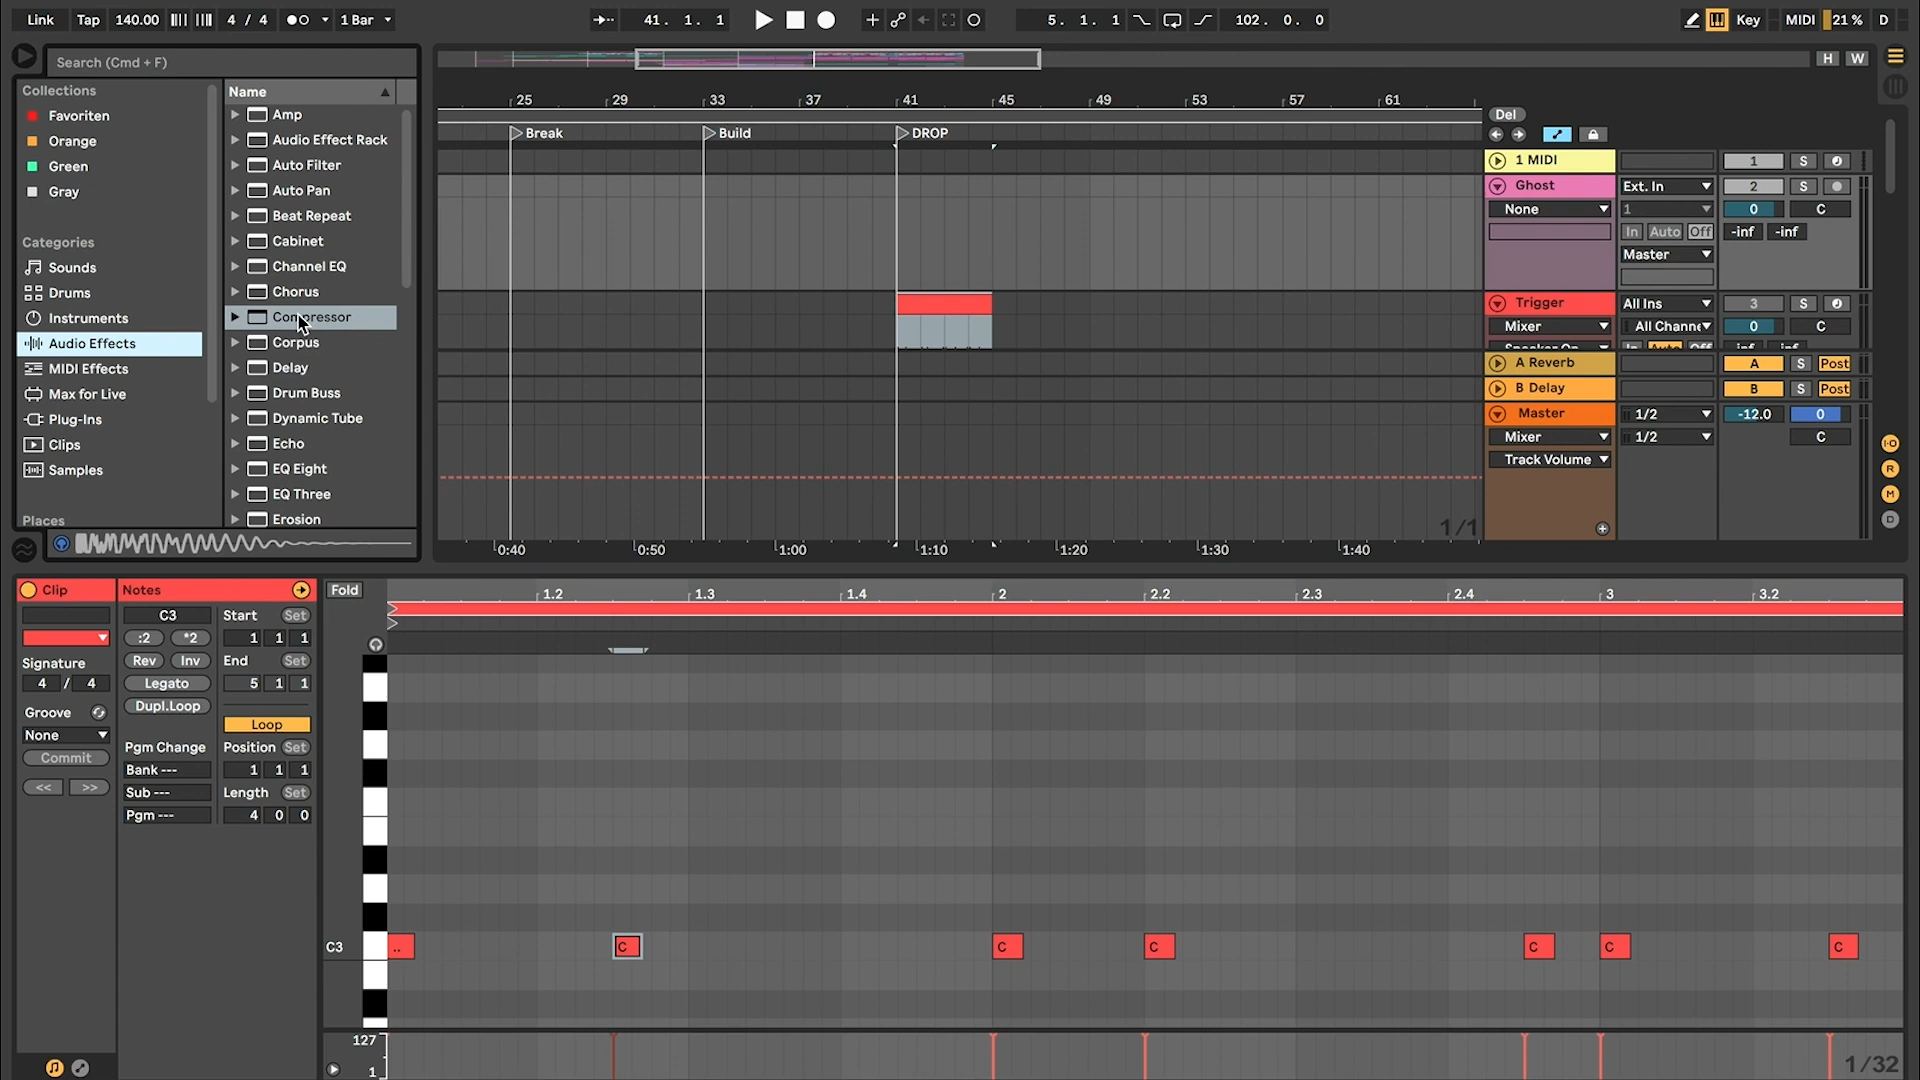 Link Tap 140.00 4 / 4 1 Bar 41. 1. 1 5. 1. 1 102. 0. 0 Key MIDI 21 % D
Search (Cmd + F)
H W
Collections
Favoriten
Orange
Green
Gray
Categories
Sounds
Drums
Instruments
Audio Effects
MIDI Effects
Max for Live
Plug-Ins
Clips
Samples
Places
Name
Amp
Audio Effect Rack
Auto Filter
Auto Pan
Beat Repeat
Cabinet
Channel EQ
Chorus
Compressor
Corpus
Delay
Drum Buss
Dynamic Tube
Echo
EQ Eight
EQ Three
Erosion
25 29 33 37 41 45 49 53 57 61
Break Build DROP
1/1
0:40 0:50 1:00 1:10 1:20 1:30 1:40
Del
1 MIDI 1 S
Ghost Ext. In 2 S
None 1 0 C
In Auto Off -inf -inf
Master
Trigger All Ins 3 S
Mixer All Channe 0 C
A Reverb A S Post
B Delay B S Post
Master 1/2 -12.0 0
Mixer 1/2 C
Track Volume
I-O
R
M
D
Clip
Signature
4 / 4
Groove
None
Commit
<< >>
Notes
C3
:2 *2
Rev Inv
Legato
Dupl.Loop
Pgm Change
Bank ---
Sub ---
Pgm ---
Start Set
1 1 1
End Set
5 1 1
Loop
Position Set
1 1 1
Length Set
4 0 0
Fold
1.2 1.3 1.4 2 2.2 2.3 2.4 3 3.2
C3 .. C C C C C C
127
1
1/32